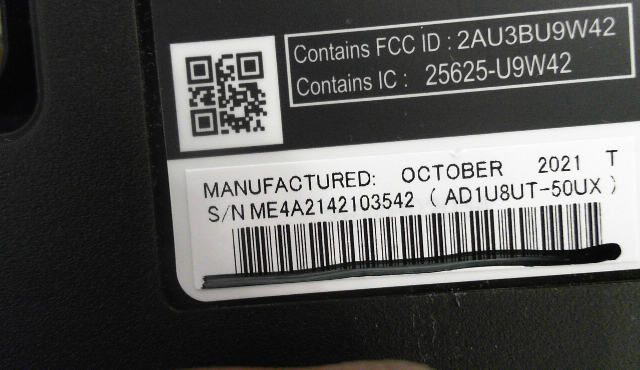 Contains FCC ID : 2AU3BU9W42
Contains IC : 25625-U9W42
MANUFACTURED: OCTOBER 2021 T
S/N ME4A2142103542 ( AD1U8UT-50UX )